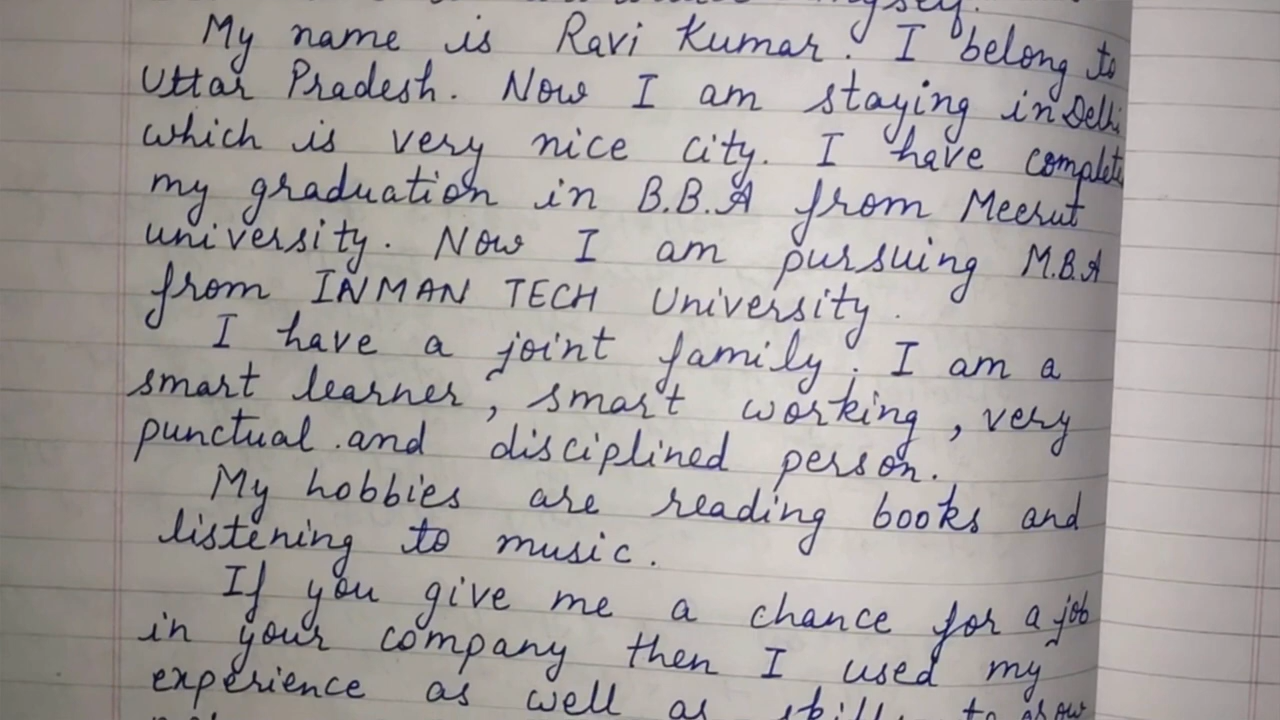 myself.
My name is Ravi Kumar. I belong to
Uttar Pradesh. Now I am staying in Delhi
which is very nice city. I have complete
my graduation in B.B.A from Meerut
university. Now I am pursuing M.B.A
from INMAN TECH University.
I have a joint family. I am a
smart learner, smart working, very
punctual and disciplined person.
My hobbies are reading books and
listening to music.
If you give me a chance for a job
in your company then I used my
experience as well as skills to grow